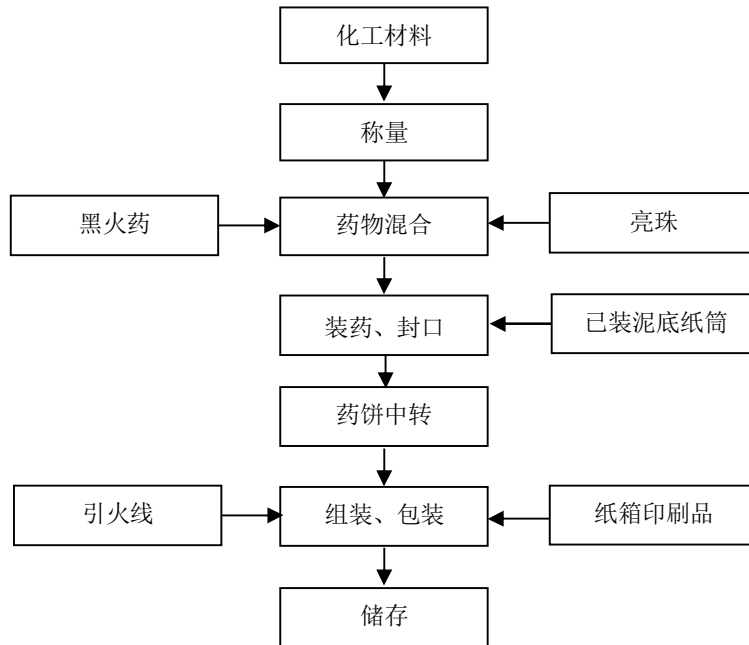 化工材料
称量
黑火药
药物混合
亮珠
装药、封口
已装泥底纸筒
药饼中转
引火线
组装、包装
纸箱印刷品
储存